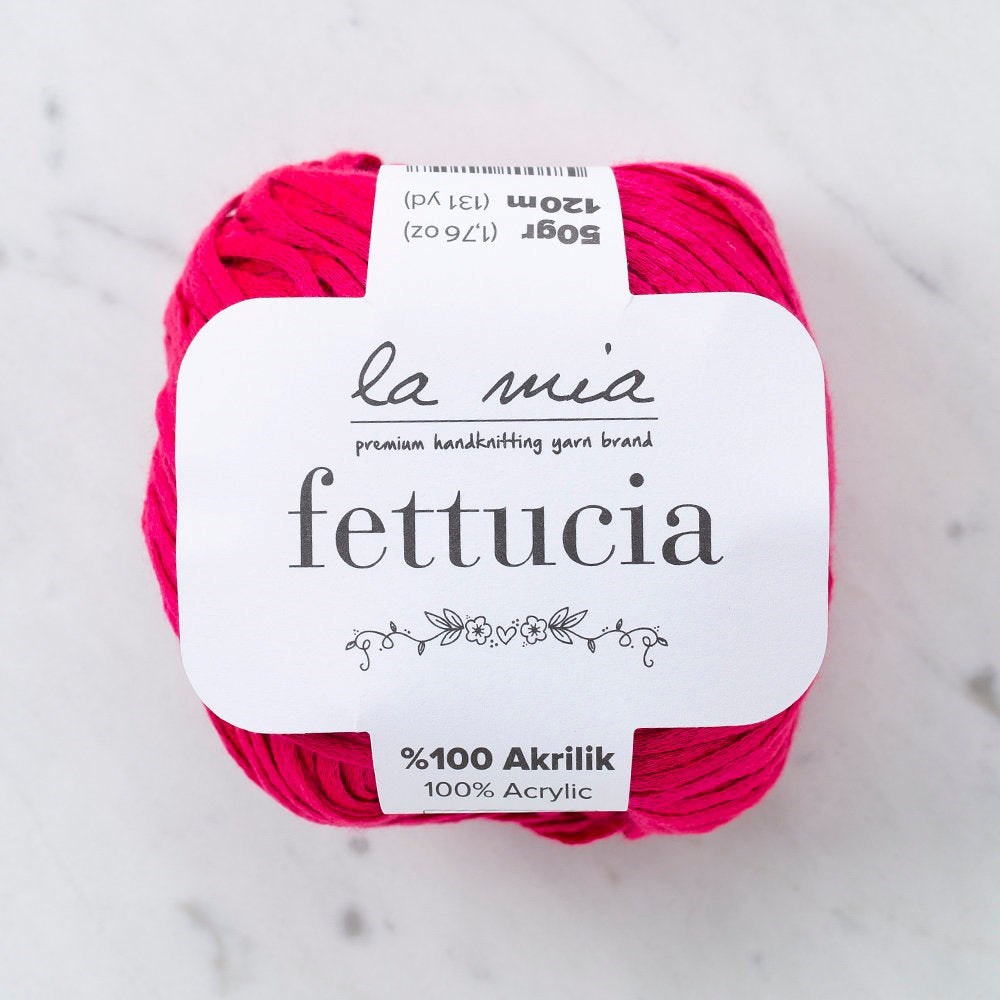 50gr (1,76 oz)
120m (131 yd)
la mia
premium handknitting yarn brand
fettucia
%100 Akrilik
100% Acrylic